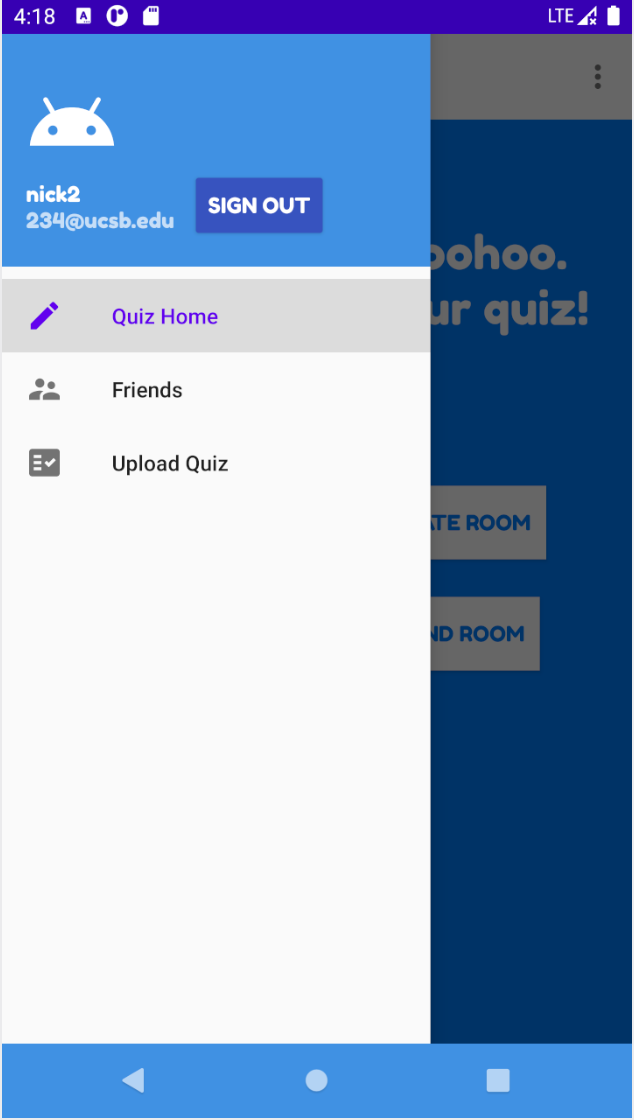 4:18
LTE
nick2
234@ucsb.edu
SIGN OUT
Quiz Home
Friends
Upload Quiz
oohoo.
ur quiz!
TE ROOM
ND ROOM